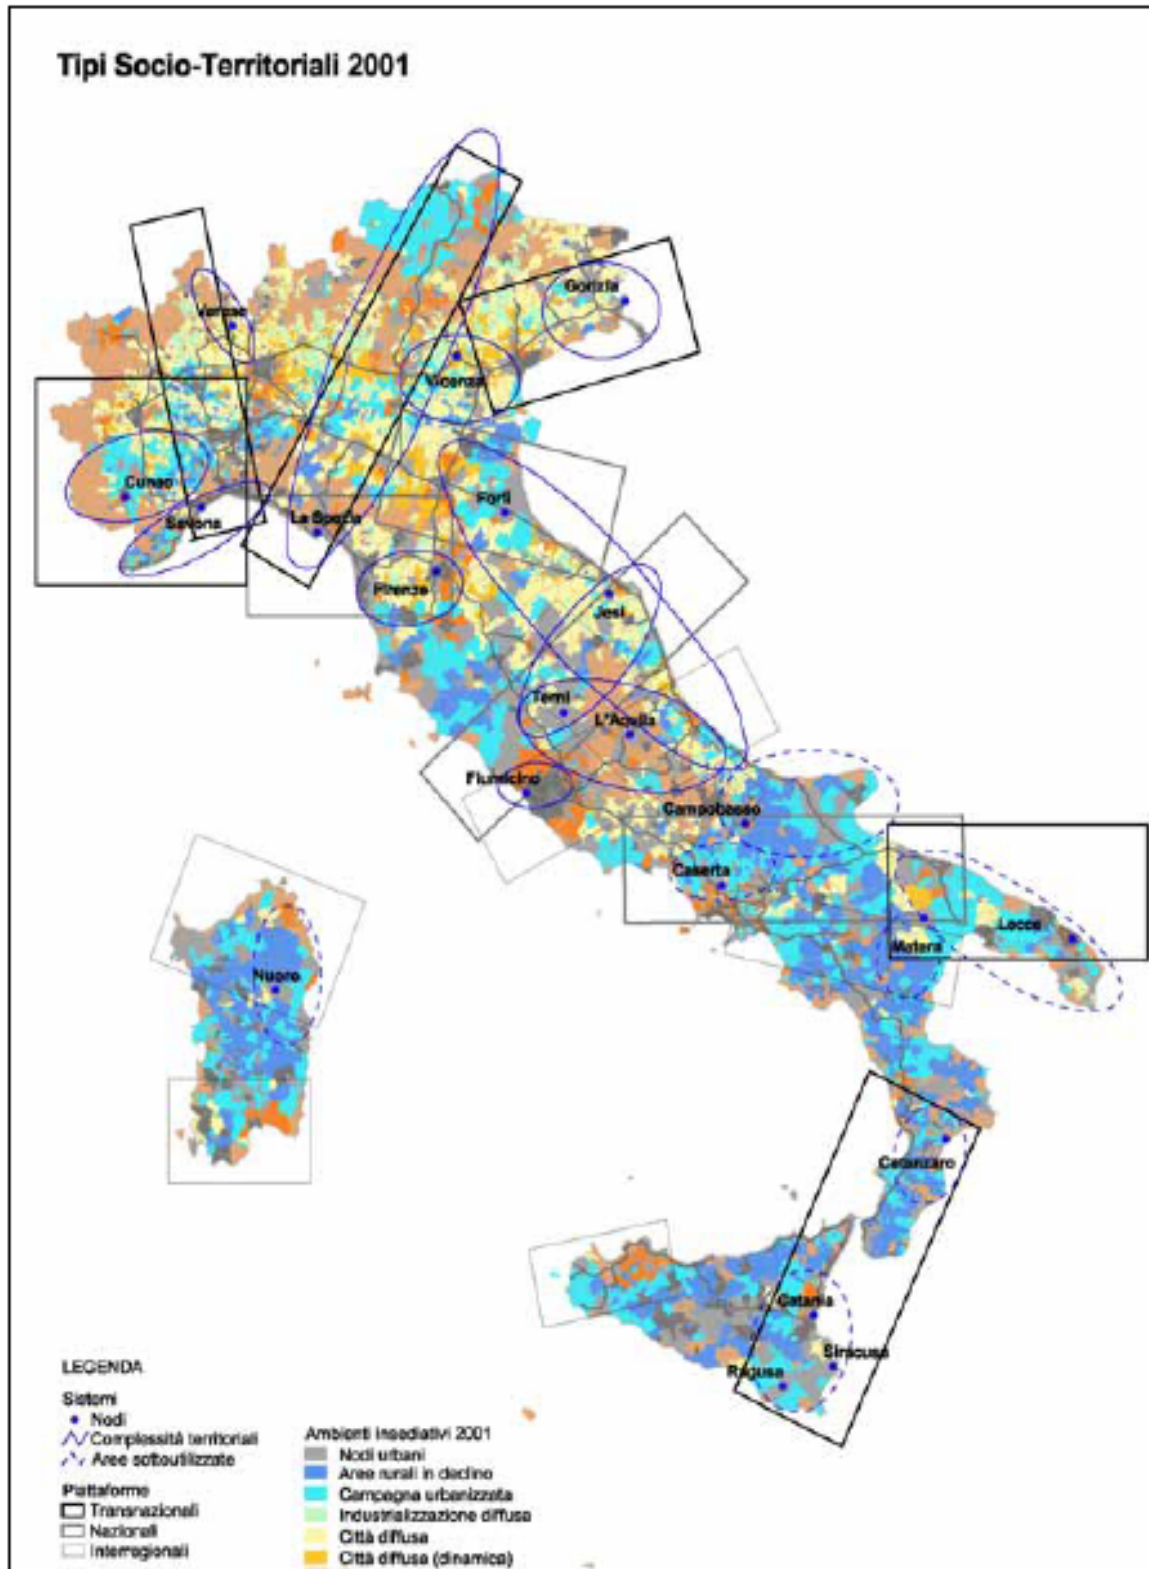 Tipi Socio-Territoriali 2001
Gorizia
Varese
Vicenza
Cuneo
Savona
La Spezia
Forlì
Firenze
Jesi
Terni
L'Aquila
Fiumicino
Campobasso
Caserta
Matera
Lecce
Nuoro
Catanzaro
Catania
Siracusa
Ragusa
LEGENDA
Sistemi
Nodi
Complessità territoriali
Aree sottoutilizzate
Piattaforme
Transnazionali
Nazionali
Interregionali
Ambienti insediativi 2001
Nodi urbani
Aree rurali in declino
Campagna urbanizzata
Industrializzazione diffusa
Città diffusa
Città diffusa (dinamica)